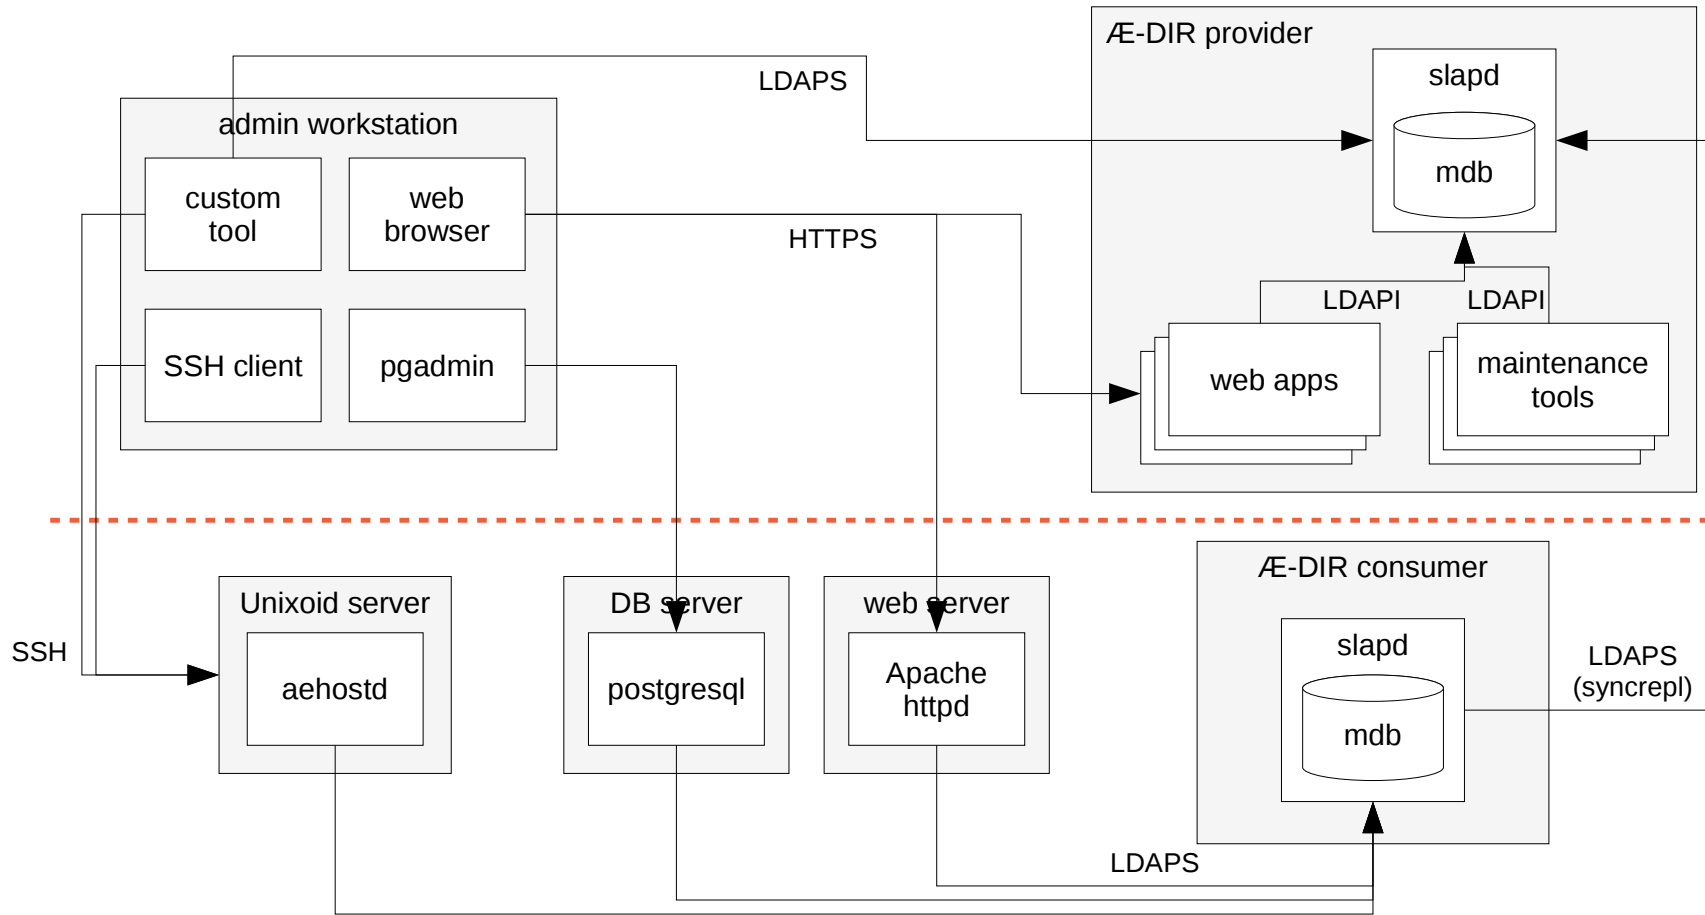 Æ-DIR provider
slapd
mdb
LDAPS
admin workstation
custom
tool
web
browser
HTTPS
LDAPI
LDAPI
SSH client
pgadmin
web apps
maintenance
tools
Æ-DIR consumer
Unixoid server
DB server
web server
SSH
aehostd
postgresql
Apache
httpd
slapd
mdb
LDAPS
(syncrepl)
LDAPS